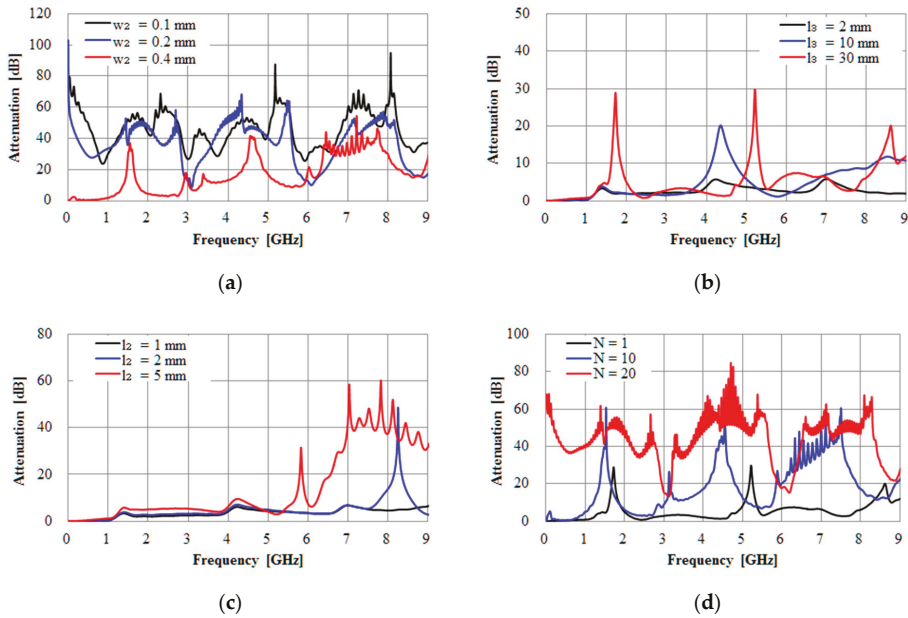 120
100
80
60
40
20
0
Attenuation [dB]
w₂ = 0.1 mm
w₂ = 0.2 mm
w₂ = 0.4 mm
0 1 2 3 4 5 6 7 8 9
Frequency [GHz]
(a)
50
40
30
20
10
0
Attenuation [dB]
l₃ = 2 mm
l₃ = 10 mm
l₃ = 30 mm
0 1 2 3 4 5 6 7 8 9
Frequency [GHz]
(b)
80
60
40
20
0
Attenuation [dB]
l₂ = 1 mm
l₂ = 2 mm
l₂ = 5 mm
0 1 2 3 4 5 6 7 8 9
Frequency [GHz]
(c)
100
80
60
40
20
0
Attenuation [dB]
N = 1
N = 10
N = 20
0 1 2 3 4 5 6 7 8 9
Frequency [GHz]
(d)